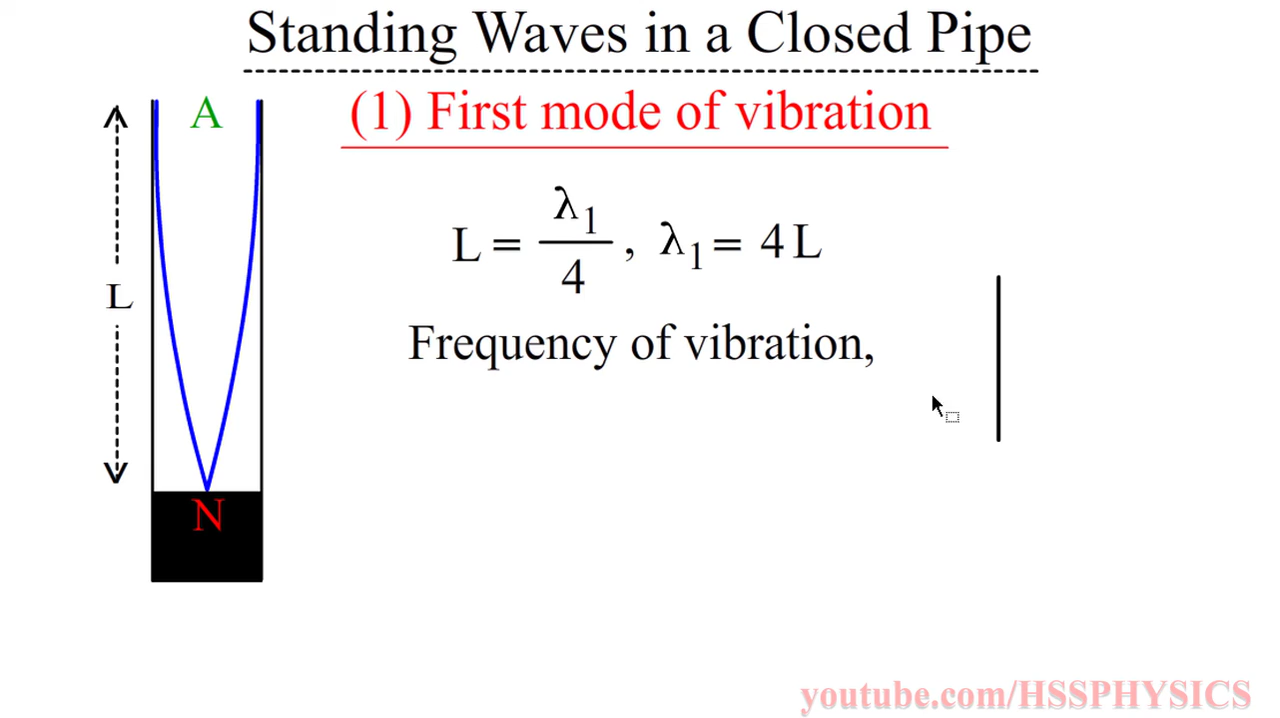 Standing Waves in a Closed Pipe
(1) First mode of vibration
A
L = λ₁/4 , λ₁ = 4 L
L
Frequency of vibration,
N
youtube.com/HSSPHYSICS